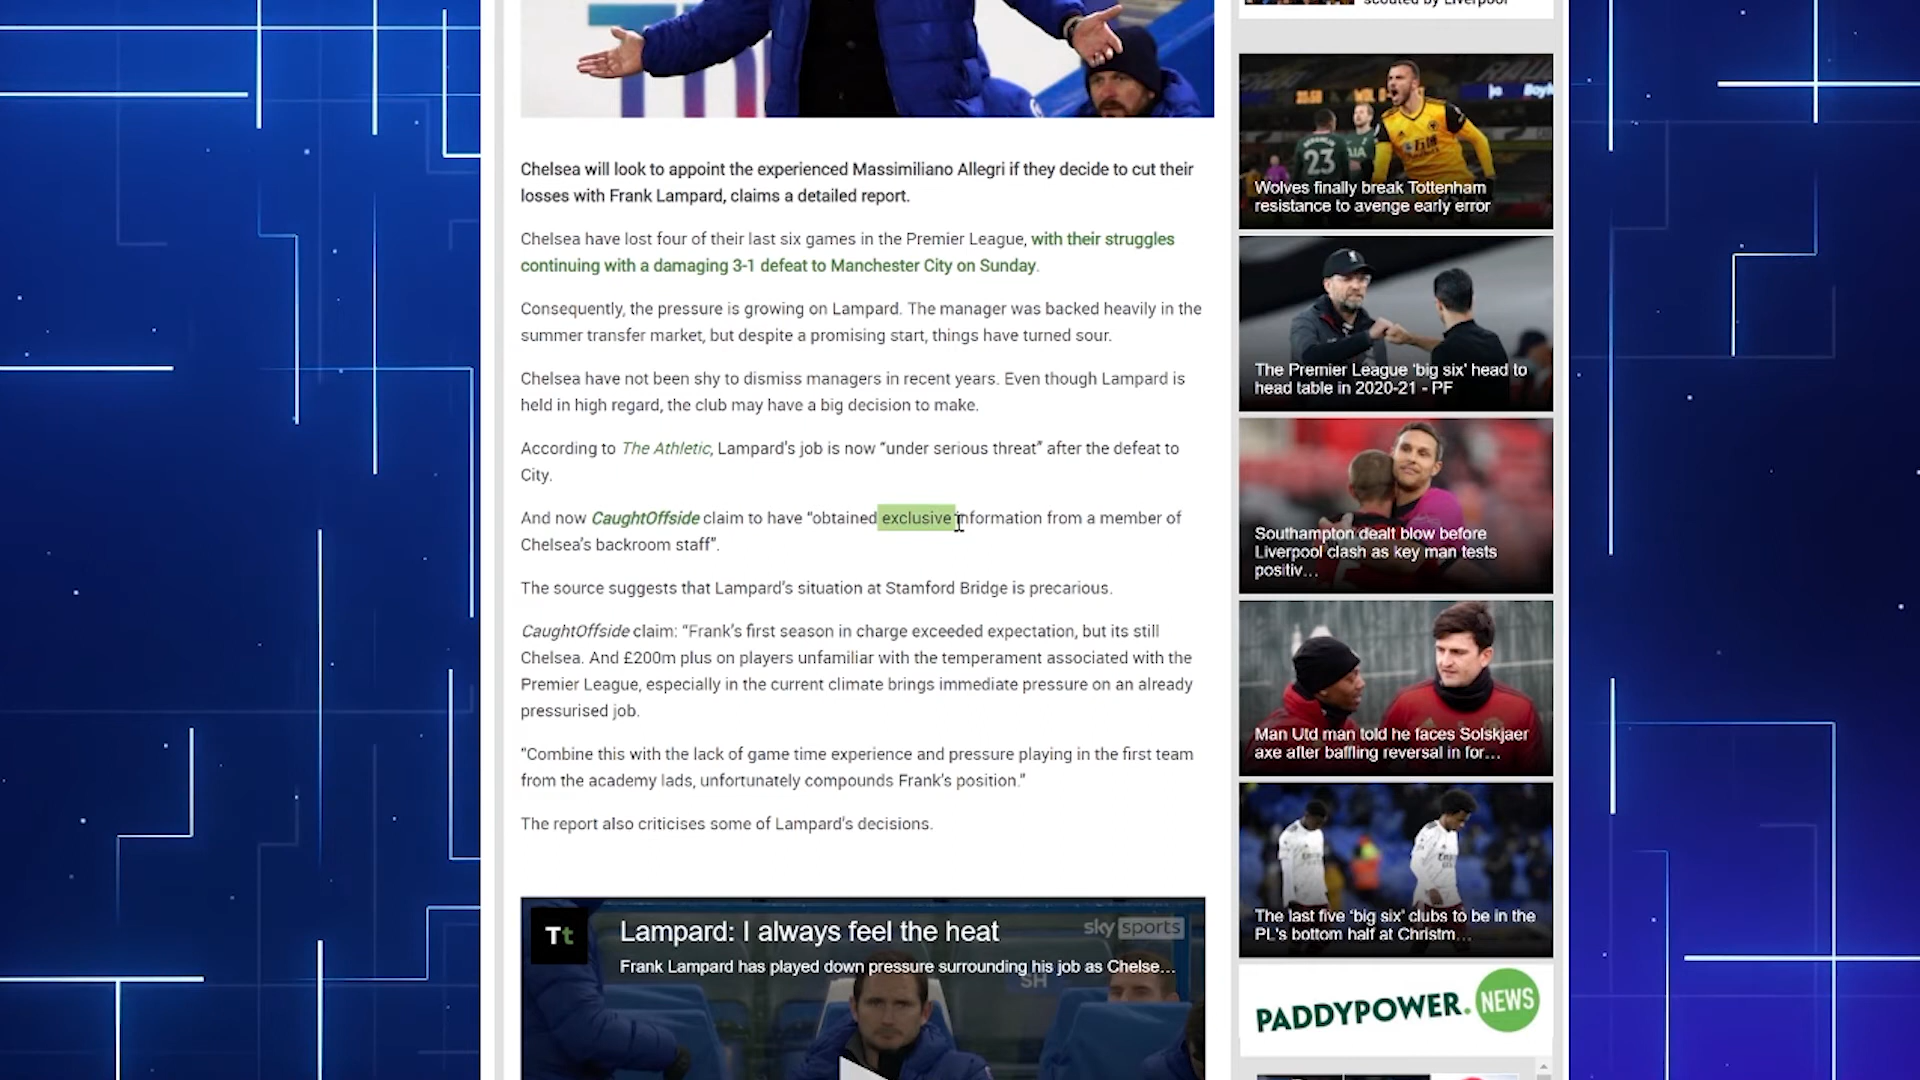 scouted by Liverpool
Chelsea will look to appoint the experienced Massimiliano Allegri if they decide to cut their
losses with Frank Lampard, claims a detailed report.
Chelsea have lost four of their last six games in the Premier League, with their struggles
continuing with a damaging 3-1 defeat to Manchester City on Sunday.
Consequently, the pressure is growing on Lampard. The manager was backed heavily in the
summer transfer market, but despite a promising start, things have turned sour.
Chelsea have not been shy to dismiss managers in recent years. Even though Lampard is
held in high regard, the club may have a big decision to make.
According to The Athletic, Lampard's job is now “under serious threat” after the defeat to
City.
And now CaughtOffside claim to have “obtained exclusive information from a member of
Chelsea’s backroom staff”.
The source suggests that Lampard’s situation at Stamford Bridge is precarious.
CaughtOffside claim: “Frank’s first season in charge exceeded expectation, but its still
Chelsea. And £200m plus on players unfamiliar with the temperament associated with the
Premier League, especially in the current climate brings immediate pressure on an already
pressurised job.
“Combine this with the lack of game time experience and pressure playing in the first team
from the academy lads, unfortunately compounds Frank’s position.”
The report also criticises some of Lampard’s decisions.
Tt
Lampard: I always feel the heat
sky sports
Frank Lampard has played down pressure surrounding his job as Chelse...
SH
23
Wolves finally break Tottenham
resistance to avenge early error
The Premier League 'big six' head to
head table in 2020-21 - PF
Southampton dealt blow before
Liverpool clash as key man tests
positiv...
Man Utd man told he faces Solskjaer
axe after baffling reversal in for...
The last five 'big six' clubs to be in the
PL's bottom half at Christm...
PADDYPOWER. NEWS